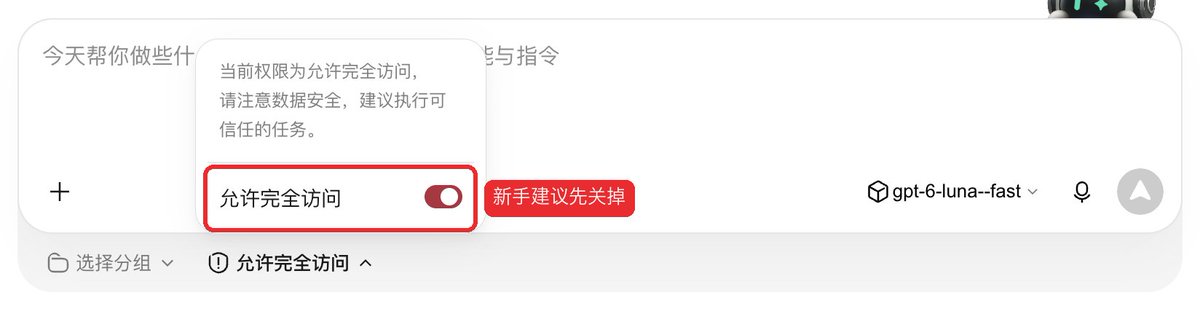 今天帮你做些什
能与指令
当前权限为允许完全访问，
请注意数据安全，建议执行可
信任的任务。
允许完全访问
新手建议先关掉
gpt-6-luna--fast
选择分组
允许完全访问